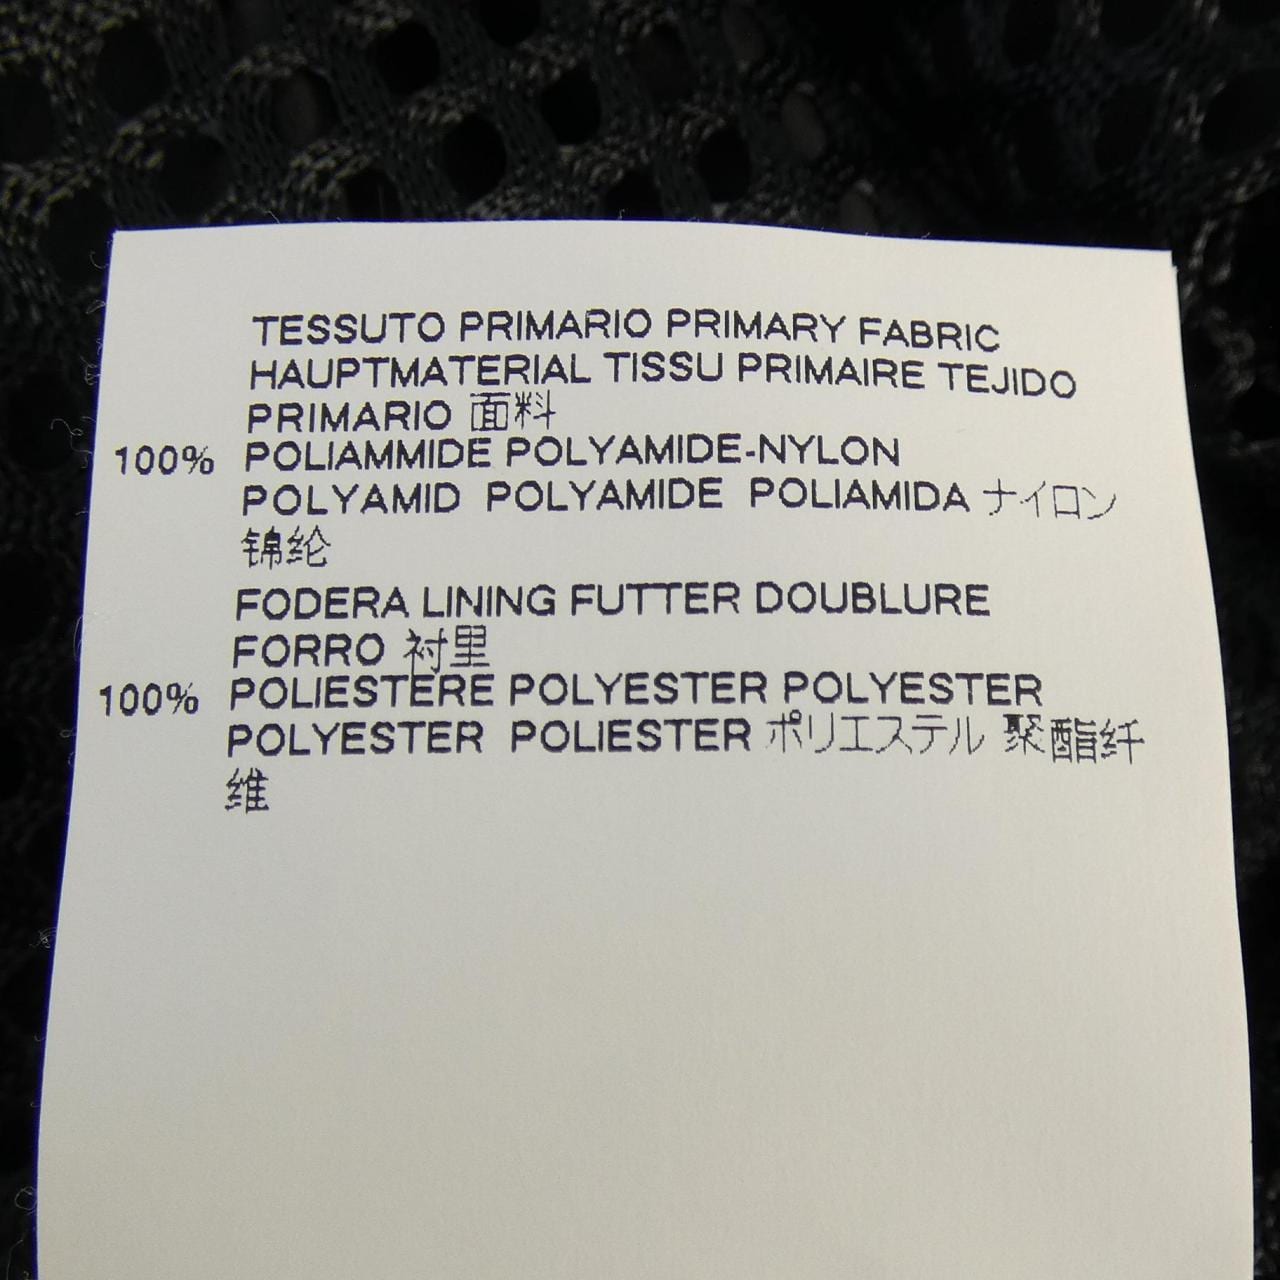 TESSUTO PRIMARIO PRIMARY FABRIC
HAUPTMATERIAL TISSU PRIMAIRE TEJIDO
PRIMARIO 面料
100% POLIAMMIDE POLYAMIDE-NYLON
POLYAMID POLYAMIDE POLIAMIDA ナイロン
锦纶
FODERA LINING FUTTER DOUBLURE
FORRO 衬里
100% POLIESTERE POLYESTER POLYESTER
POLYESTER POLIESTER ポリエステル 聚酯纤
维